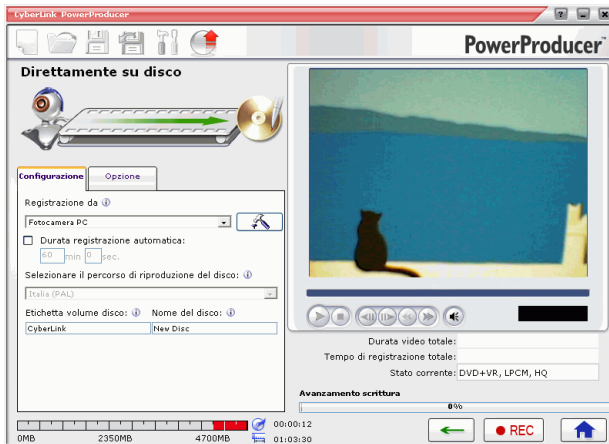 CyberLink PowerProducer
PowerProducer™
Direttamente su disco
Configurazione
Opzione
Registrazione da
Fotocamera PC
Durata registrazione automatica:
60 min 0 sec.
Selezionare il percorso di riproduzione del disco:
Italia (PAL)
Etichetta volume disco: Nome del disco:
CyberLink New Disc
Durata video totale:
Tempo di registrazione totale:
Stato corrente: DVD+VR, LPCM, HQ
Avanzamento scrittura
0%
00:00:12
0MB 2350MB 4700MB 01:03:30
REC